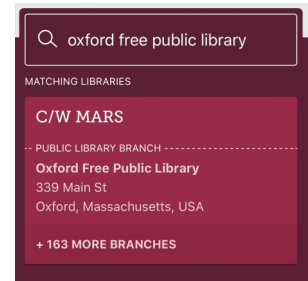 oxford free public library
MATCHING LIBRARIES
C/W MARS
PUBLIC LIBRARY BRANCH
Oxford Free Public Library
339 Main St
Oxford, Massachusetts, USA
+ 163 MORE BRANCHES